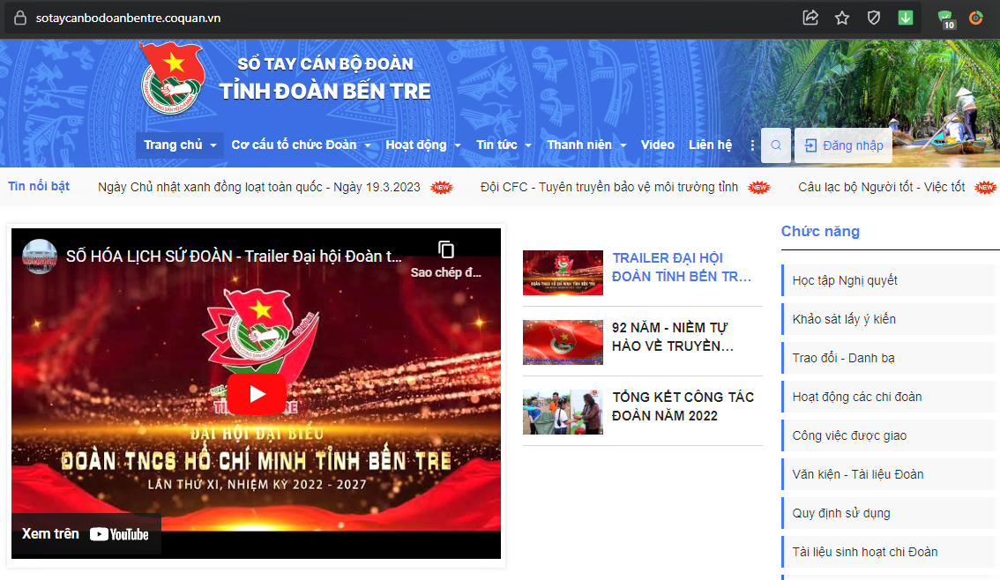 sotaycanbodoanbentre.coquan.vn
10
SỔ TAY CÁN BỘ ĐOÀN
TỈNH ĐOÀN BẾN TRE
Trang chủ Cơ cấu tổ chức Đoàn Hoạt động Tin tức Thanh niên Video Liên hệ Đăng nhập
Tin nổi bật Ngày Chủ nhật xanh đồng loạt toàn quốc - Ngày 19.3.2023 NEW Đội CFC - Tuyên truyền bảo vệ môi trường tỉnh NEW Câu lạc bộ Người tốt - Việc tốt NEW
SỐ HÓA LỊCH SỬ ĐOÀN - Trailer Đại hội Đoàn t...
Sao chép đ...
ĐẠI HỘI ĐẠI BIỂU
ĐOÀN TNCS HỒ CHÍ MINH TỈNH BẾN TRE
LẦN THỨ XI, NHIỆM KỲ 2022 - 2027
Xem trên YouTube
TRAILER ĐẠI HỘI
ĐOÀN TỈNH BẾN TR...
92 NĂM - NIỀM TỰ
HÀO VỀ TRUYỀN...
TỔNG KẾT CÔNG TÁC
ĐOÀN NĂM 2022
Chức năng
Học tập Nghị quyết
Khảo sát lấy ý kiến
Trao đổi - Danh bạ
Hoạt động các chi đoàn
Công việc được giao
Văn kiện - Tài liệu Đoàn
Quy định sử dụng
Tài liệu sinh hoạt chi Đoàn